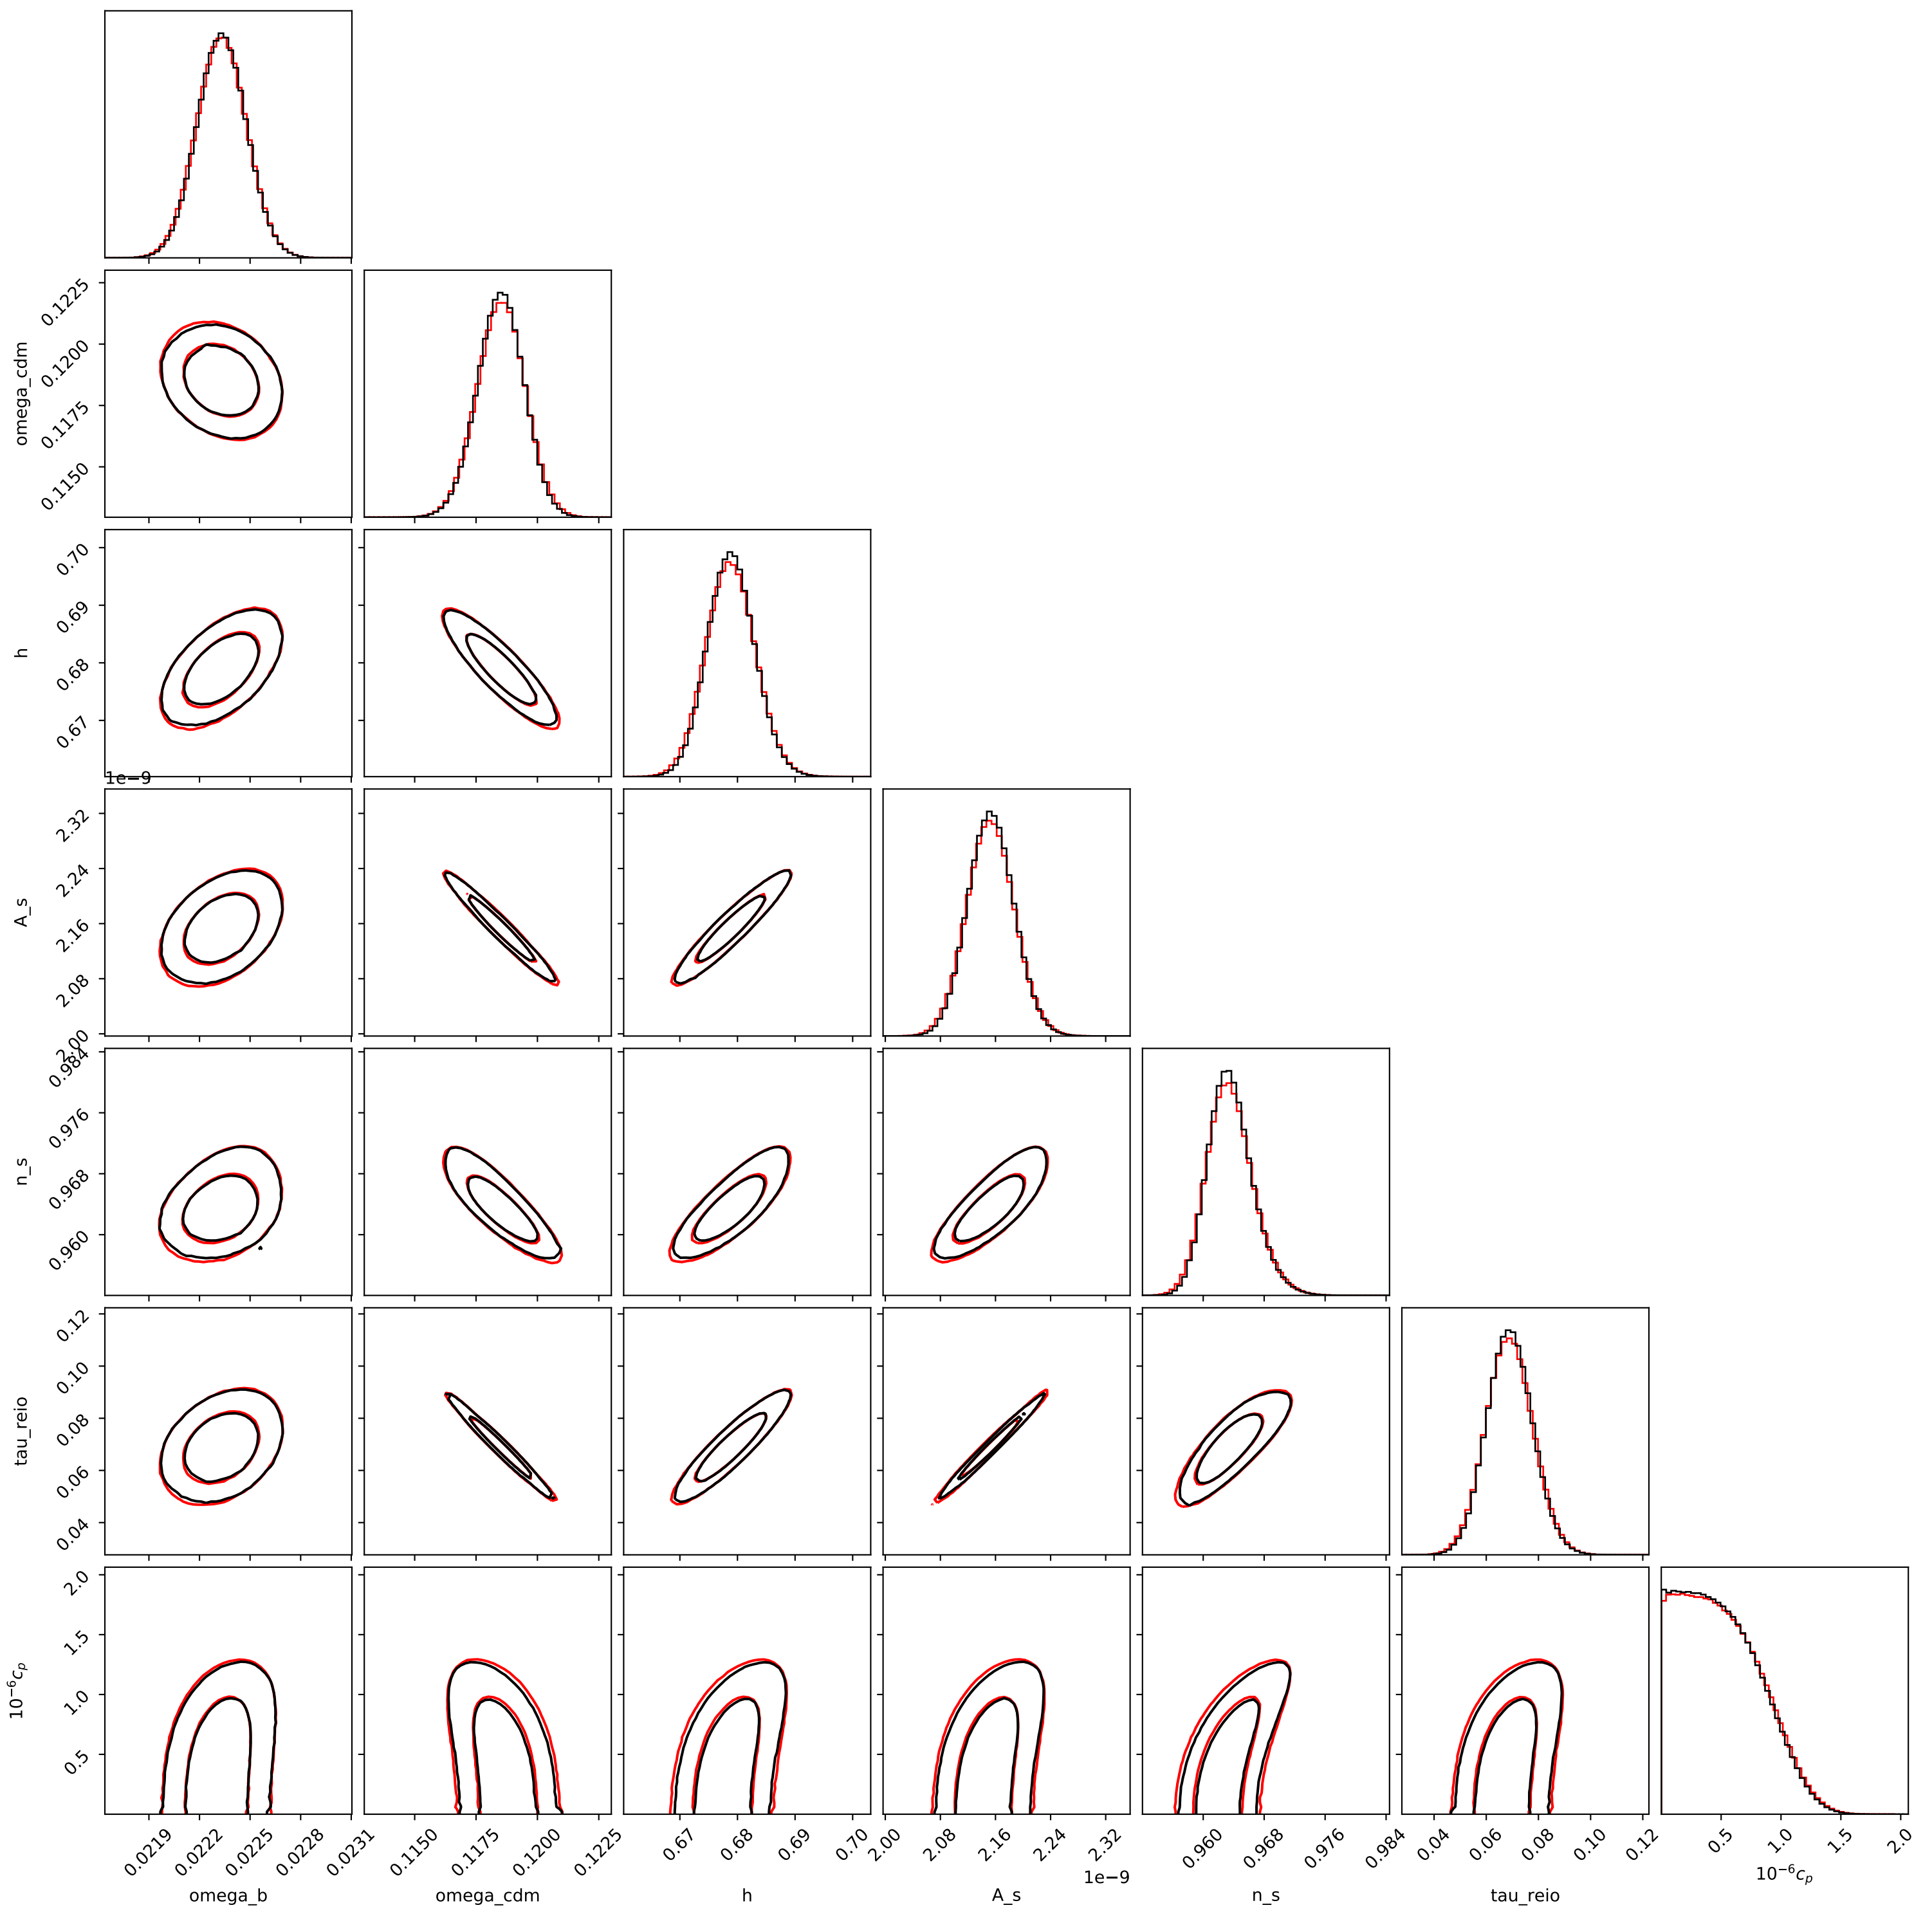 0.1225
0.1200
0.1175
0.1150
omega_cdm
0.70
0.69
0.68
0.67
h
1e−9
2.32
2.24
2.16
2.08
2.00
A_s
0.984
0.976
0.968
0.960
n_s
0.12
0.10
0.08
0.06
0.04
tau_reio
2.0
1.5
1.0
0.5
10⁻⁶cₚ
0.0219 0.0222 0.0225 0.0228 0.0231 0.1150 0.1175 0.1200 0.1225 0.67 0.68 0.69 0.70 2.00 2.08 2.16 2.24 2.32 0.960 0.968 0.976 0.984 0.04 0.06 0.08 0.10 0.12 0.5 1.0 1.5 2.0
1e−9
10⁻⁶cₚ
omega_b omega_cdm h A_s n_s tau_reio